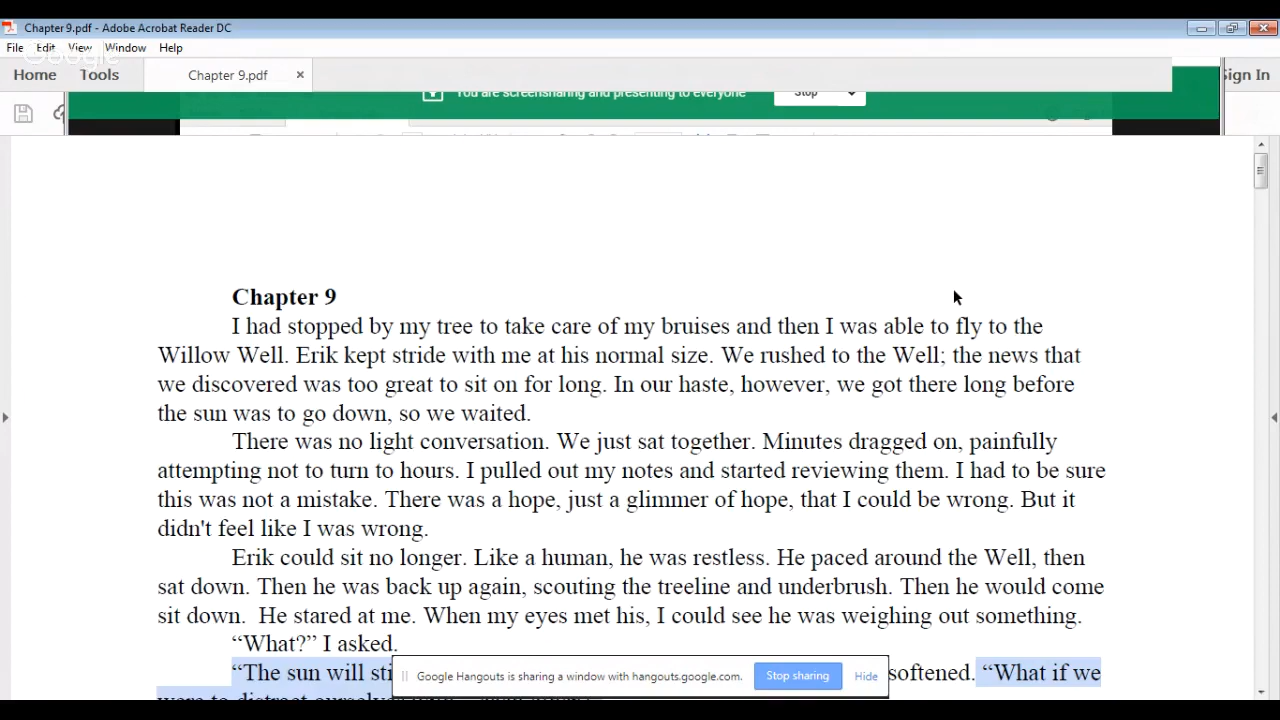 Chapter 9.pdf - Adobe Acrobat Reader DC
File Edit View Window Help
Google
Home Tools Chapter 9.pdf × Sign In
You are screensharing and presenting to everyone Stop
Chapter 9
I had stopped by my tree to take care of my bruises and then I was able to fly to the
Willow Well. Erik kept stride with me at his normal size. We rushed to the Well; the news that
we discovered was too great to sit on for long. In our haste, however, we got there long before
the sun was to go down, so we waited.
There was no light conversation. We just sat together. Minutes dragged on, painfully
attempting not to turn to hours. I pulled out my notes and started reviewing them. I had to be sure
this was not a mistake. There was a hope, just a glimmer of hope, that I could be wrong. But it
didn't feel like I was wrong.
Erik could sit no longer. Like a human, he was restless. He paced around the Well, then
sat down. Then he was back up again, scouting the treeline and underbrush. Then he would come
sit down. He stared at me. When my eyes met his, I could see he was weighing out something.
“What?” I asked.
“The sun will sti softened. “What if we
were to distract
Google Hangouts is sharing a window with hangouts.google.com. Stop sharing Hide